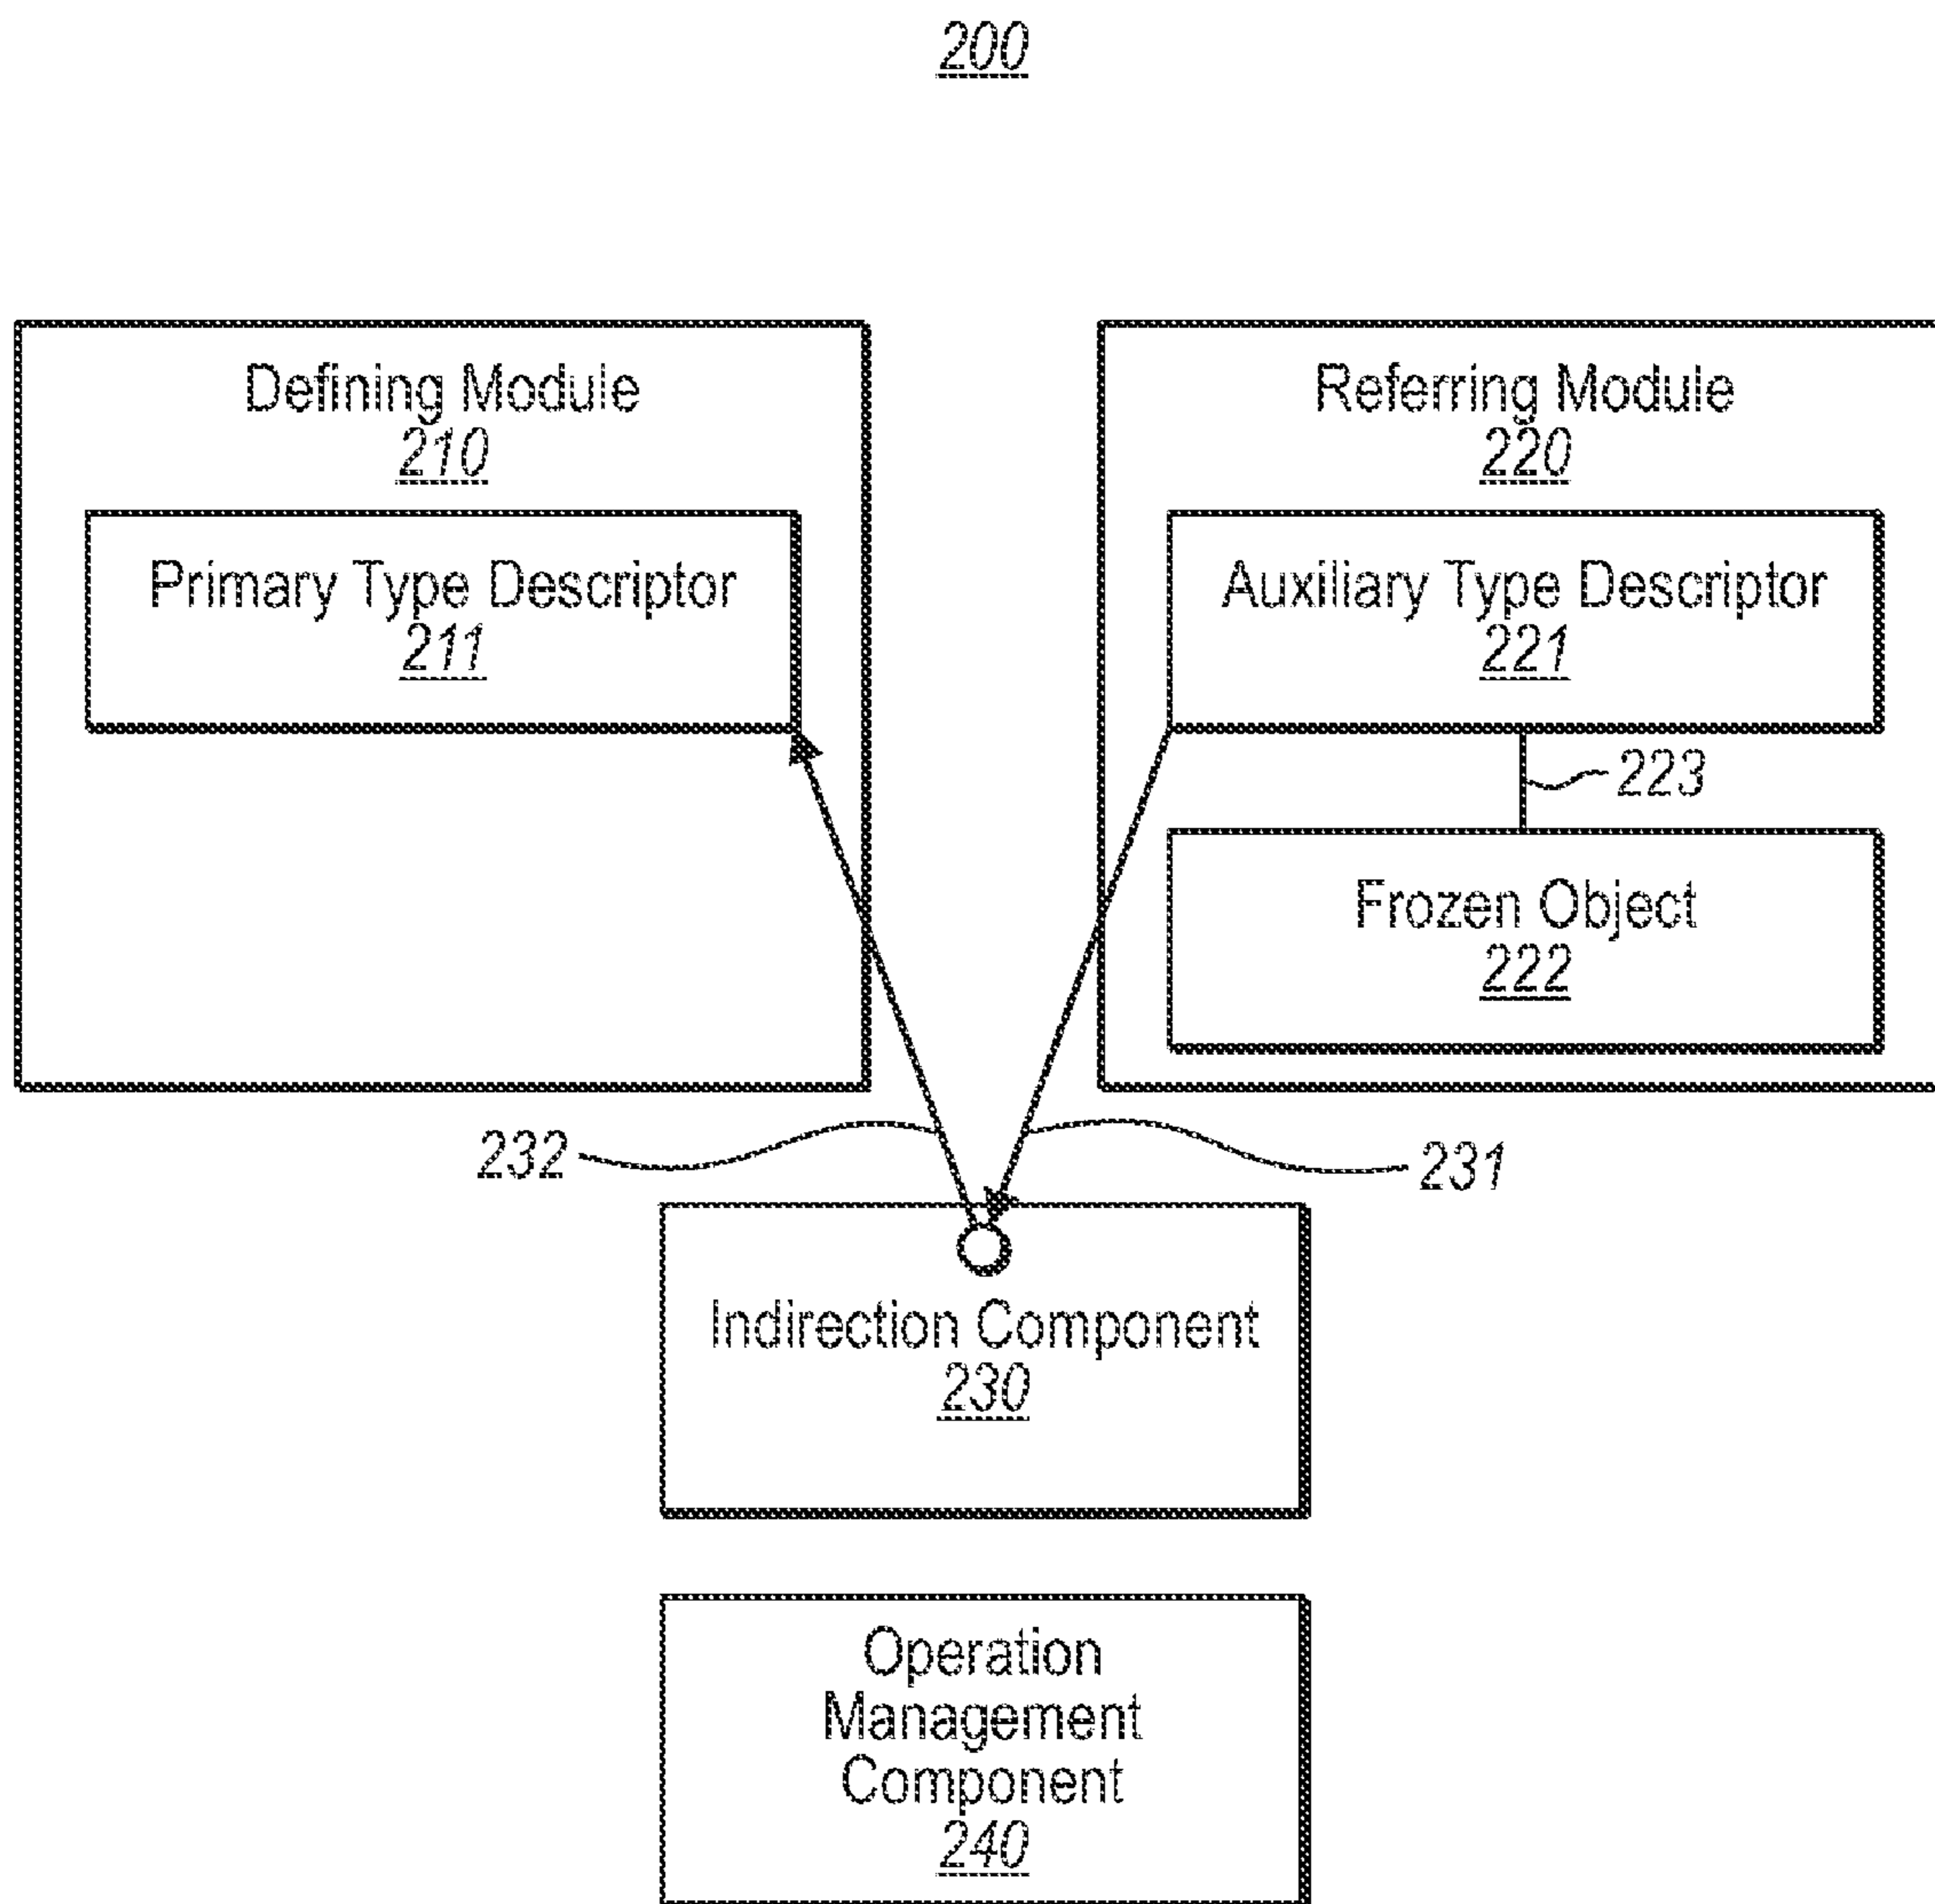 200
Defining Module
210
Primary Type Descriptor
211
Referring Module
220
Auxiliary Type Descriptor
221
223
Frozen Object
222
232
231
Indirection Component
230
Operation
Management
Component
240